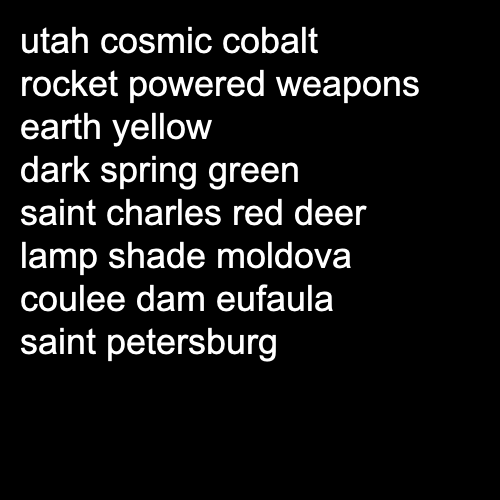 utah cosmic cobalt
rocket powered weapons
earth yellow
dark spring green
saint charles red deer
lamp shade moldova
coulee dam eufaula
saint petersburg